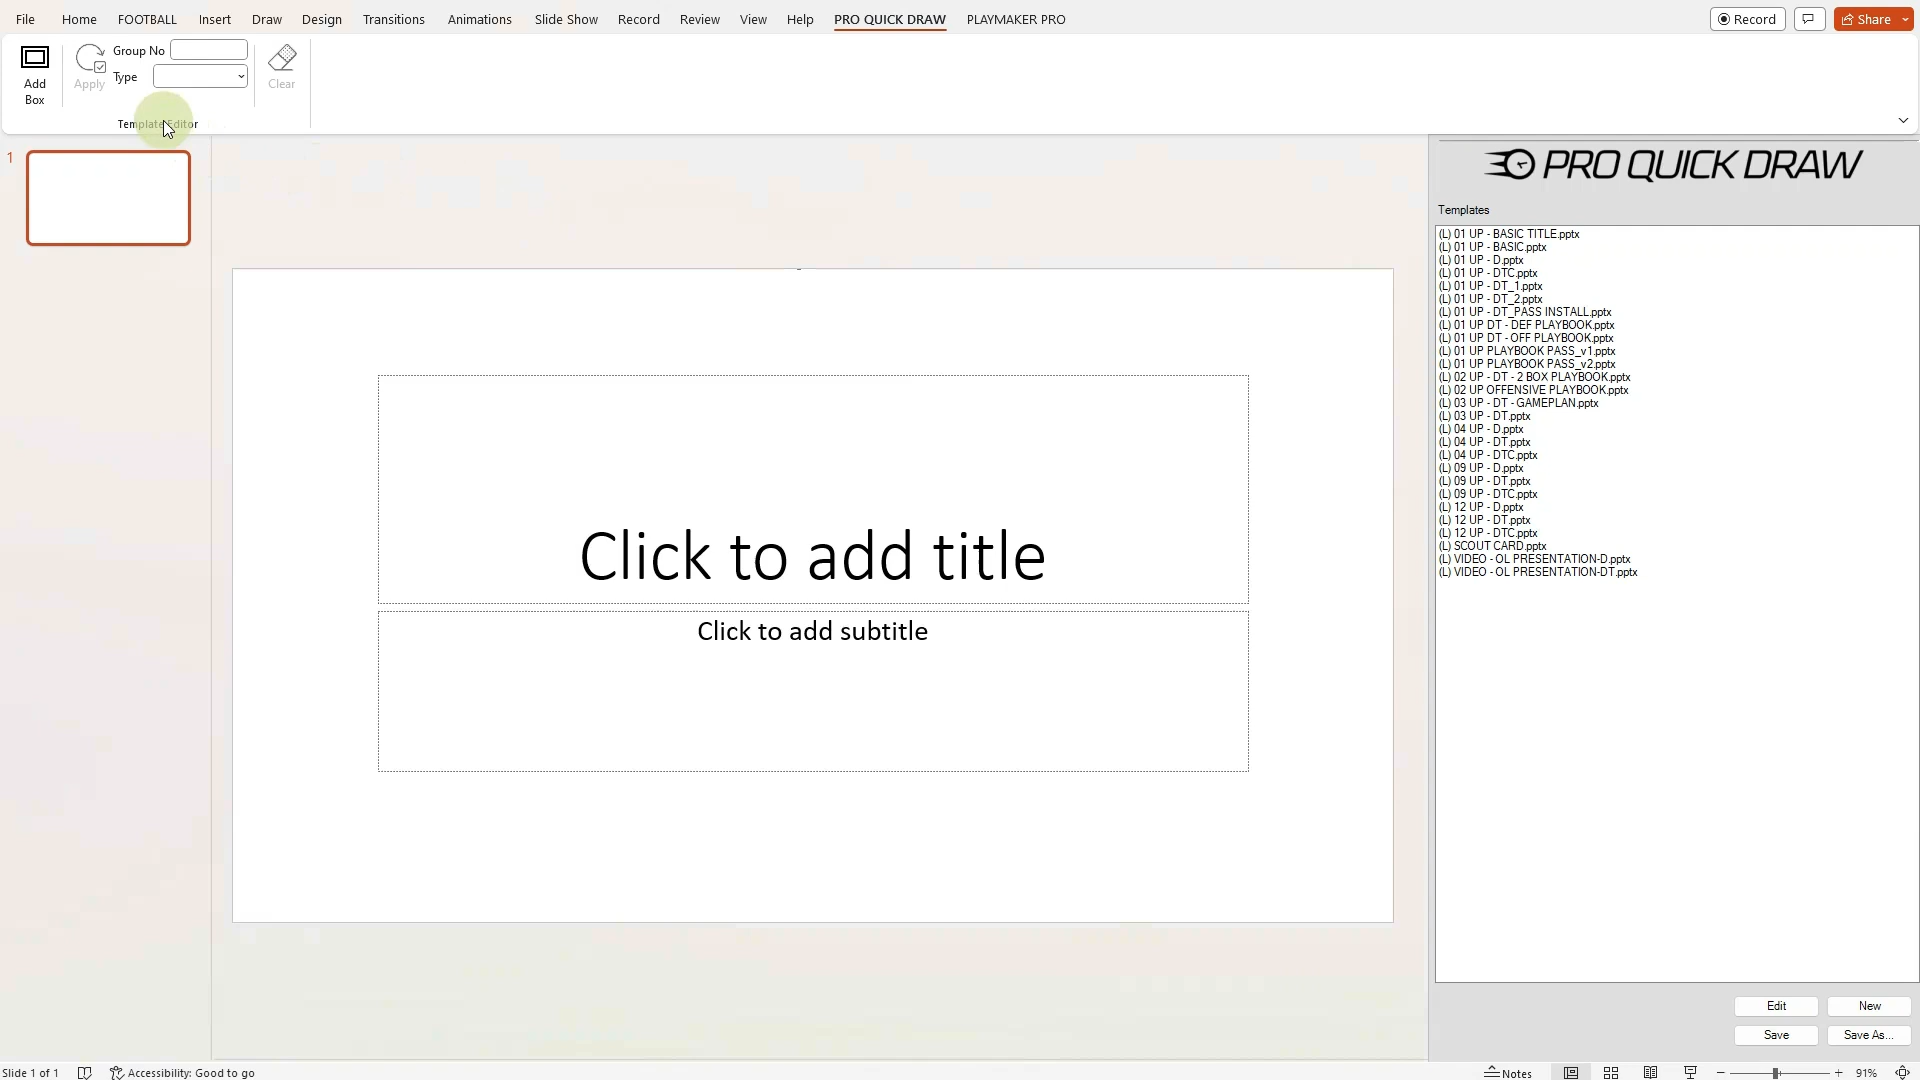 File Home FOOTBALL Insert Draw Design Transitions Animations Slide Show Record Review View Help PRO QUICK DRAW PLAYMAKER PRO Record Share
Add Box
Apply
Group No
Type
Clear
Template Editor
1
PRO QUICK DRAW
Templates
(L) 01 UP - BASIC TITLE.pptx
(L) 01 UP - BASIC.pptx
(L) 01 UP - D.pptx
(L) 01 UP - DTC.pptx
(L) 01 UP - DT_1.pptx
(L) 01 UP - DT_2.pptx
(L) 01 UP - DT_PASS INSTALL.pptx
(L) 01 UP DT - DEF PLAYBOOK.pptx
(L) 01 UP DT - OFF PLAYBOOK.pptx
(L) 01 UP PLAYBOOK PASS_v1.pptx
(L) 01 UP PLAYBOOK PASS_v2.pptx
(L) 02 UP - DT - 2 BOX PLAYBOOK.pptx
(L) 02 UP OFFENSIVE PLAYBOOK.pptx
(L) 03 UP - DT - GAMEPLAN.pptx
(L) 03 UP - DT.pptx
(L) 04 UP - D.pptx
(L) 04 UP - DT.pptx
(L) 04 UP - DTC.pptx
(L) 09 UP - D.pptx
(L) 09 UP - DT.pptx
(L) 09 UP - DTC.pptx
(L) 12 UP - D.pptx
(L) 12 UP - DT.pptx
(L) 12 UP - DTC.pptx
(L) SCOUT CARD.pptx
(L) VIDEO - OL PRESENTATION-D.pptx
(L) VIDEO - OL PRESENTATION-DT.pptx
Click to add title
Click to add subtitle
Edit New
Save Save As...
Slide 1 of 1 Accessibility: Good to go Notes 91%